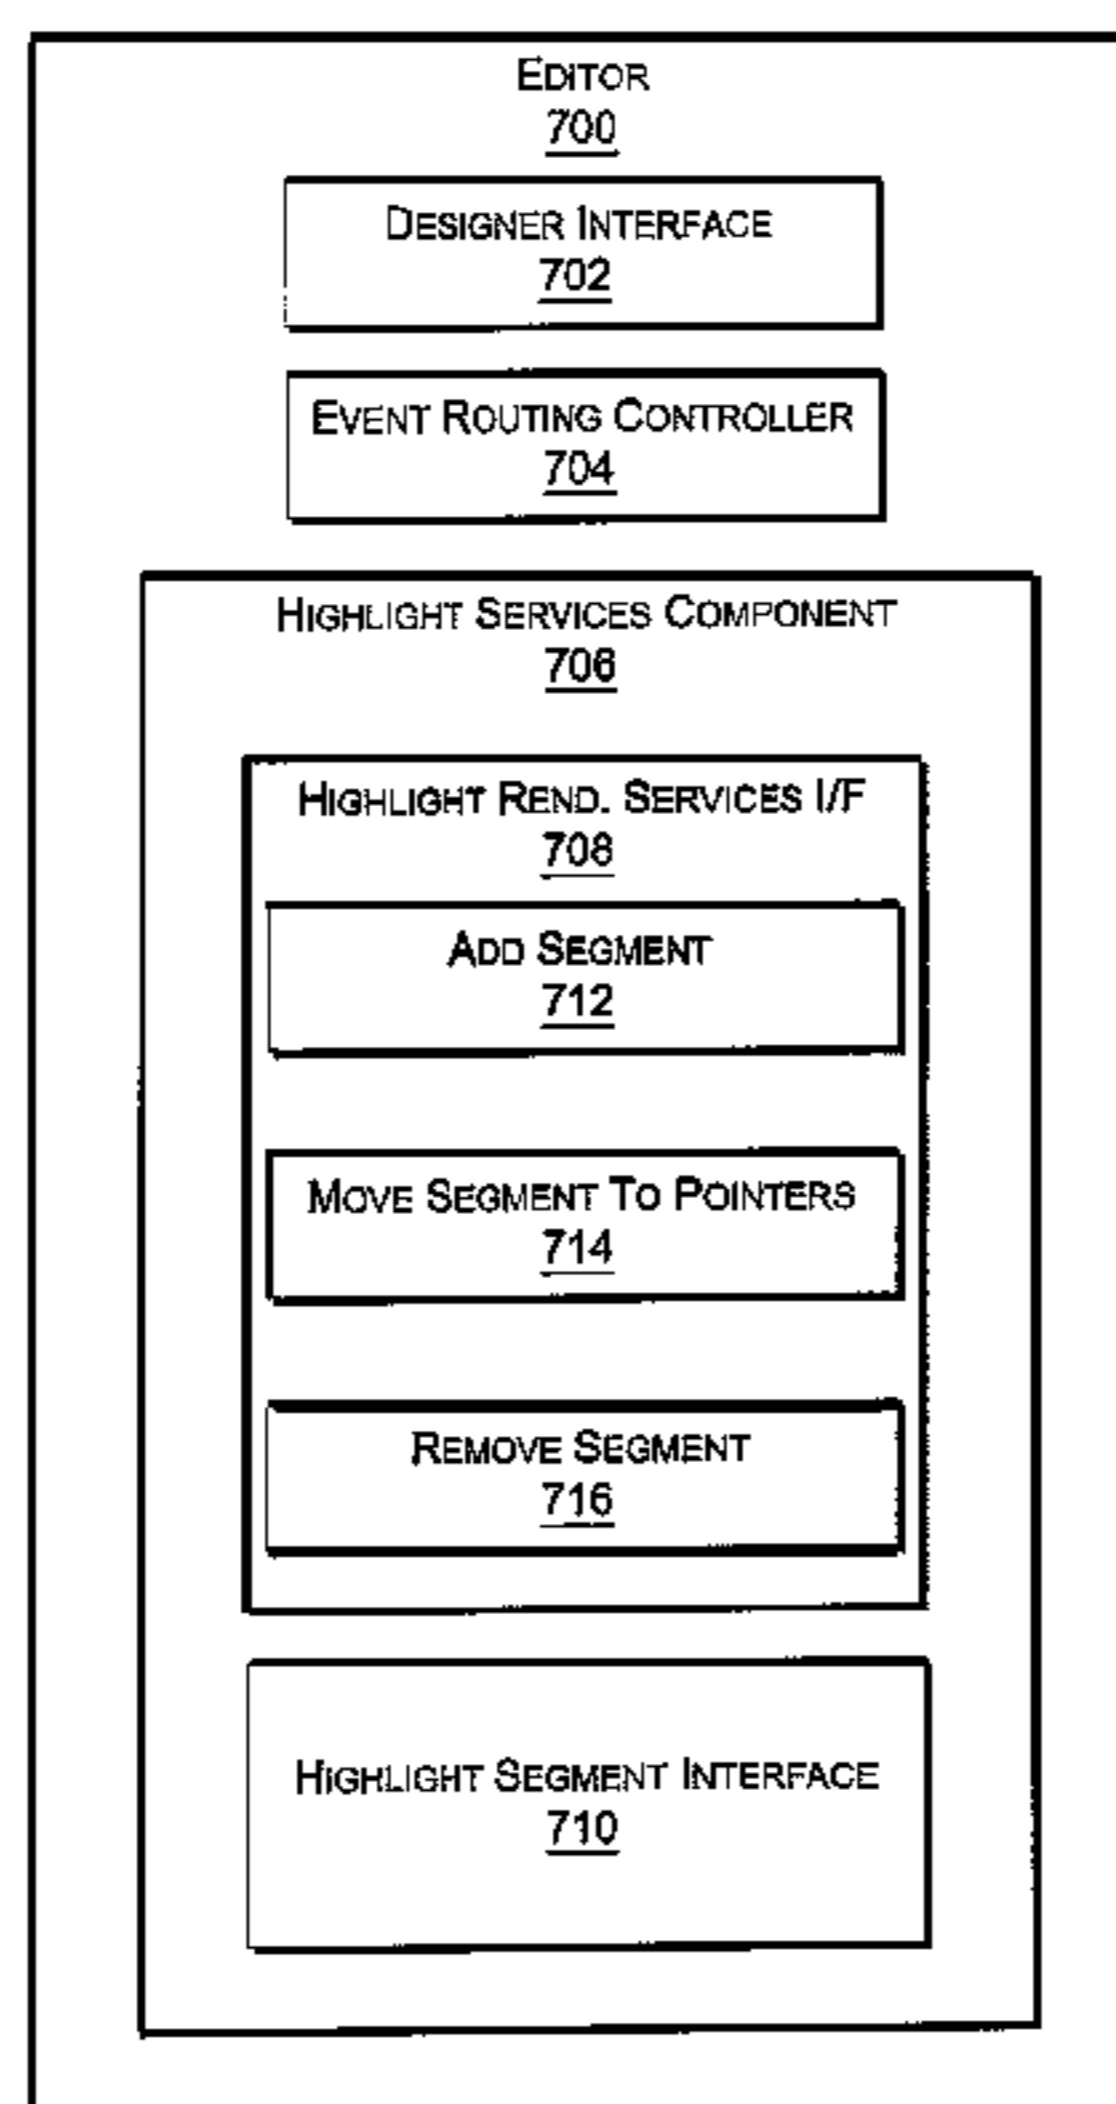 EDITOR
700
DESIGNER INTERFACE
702
EVENT ROUTING CONTROLLER
704
HIGHLIGHT SERVICES COMPONENT
706
HIGHLIGHT REND. SERVICES I/F
708
ADD SEGMENT
712
MOVE SEGMENT TO POINTERS
714
REMOVE SEGMENT
716
HIGHLIGHT SEGMENT INTERFACE
710